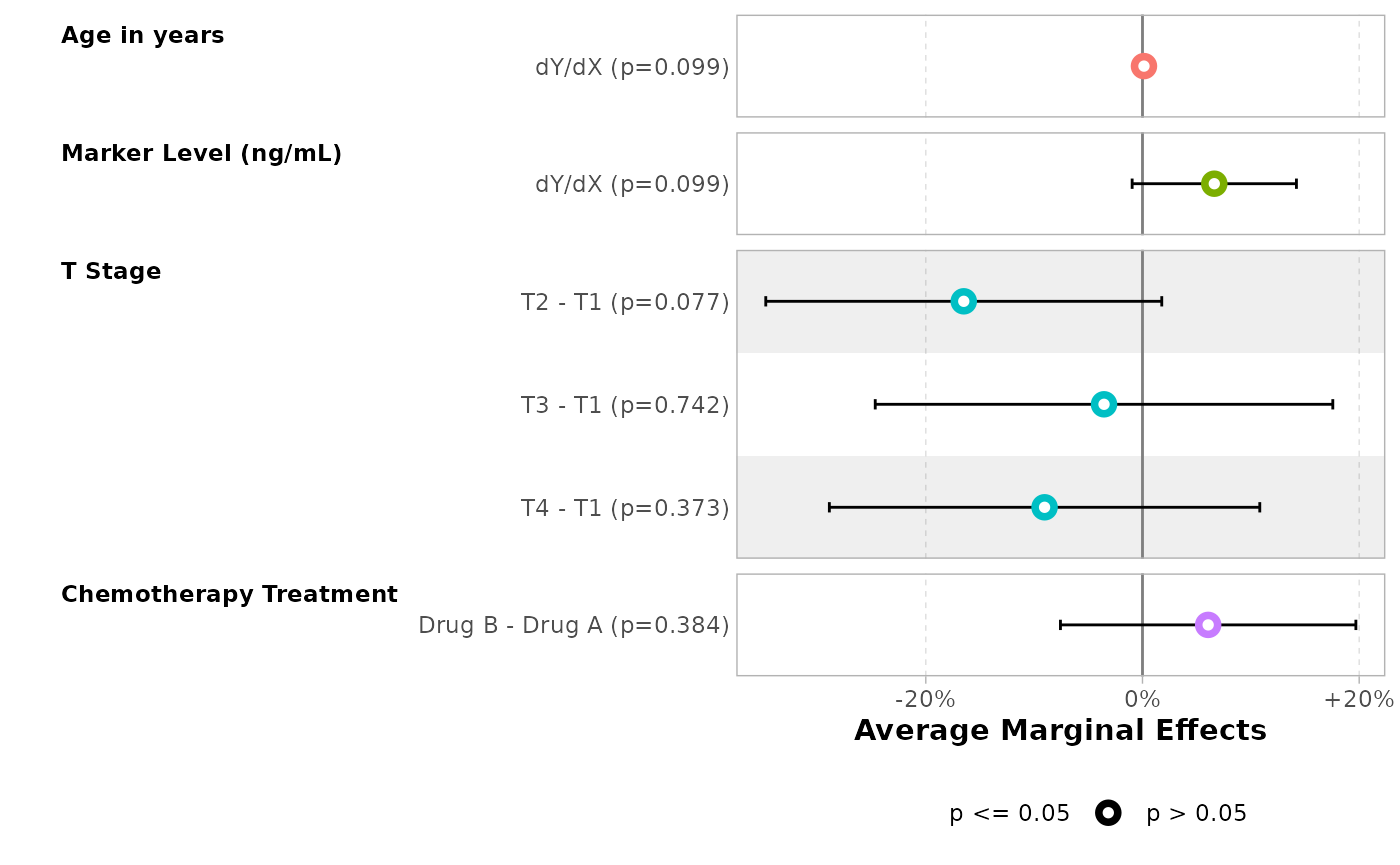 Age in years
dY/dX (p=0.099)
Marker Level (ng/mL)
dY/dX (p=0.099)
T Stage
T2 - T1 (p=0.077)
T3 - T1 (p=0.742)
T4 - T1 (p=0.373)
Chemotherapy Treatment
Drug B - Drug A (p=0.384)
-20% 0% +20%
Average Marginal Effects
p <= 0.05 p > 0.05